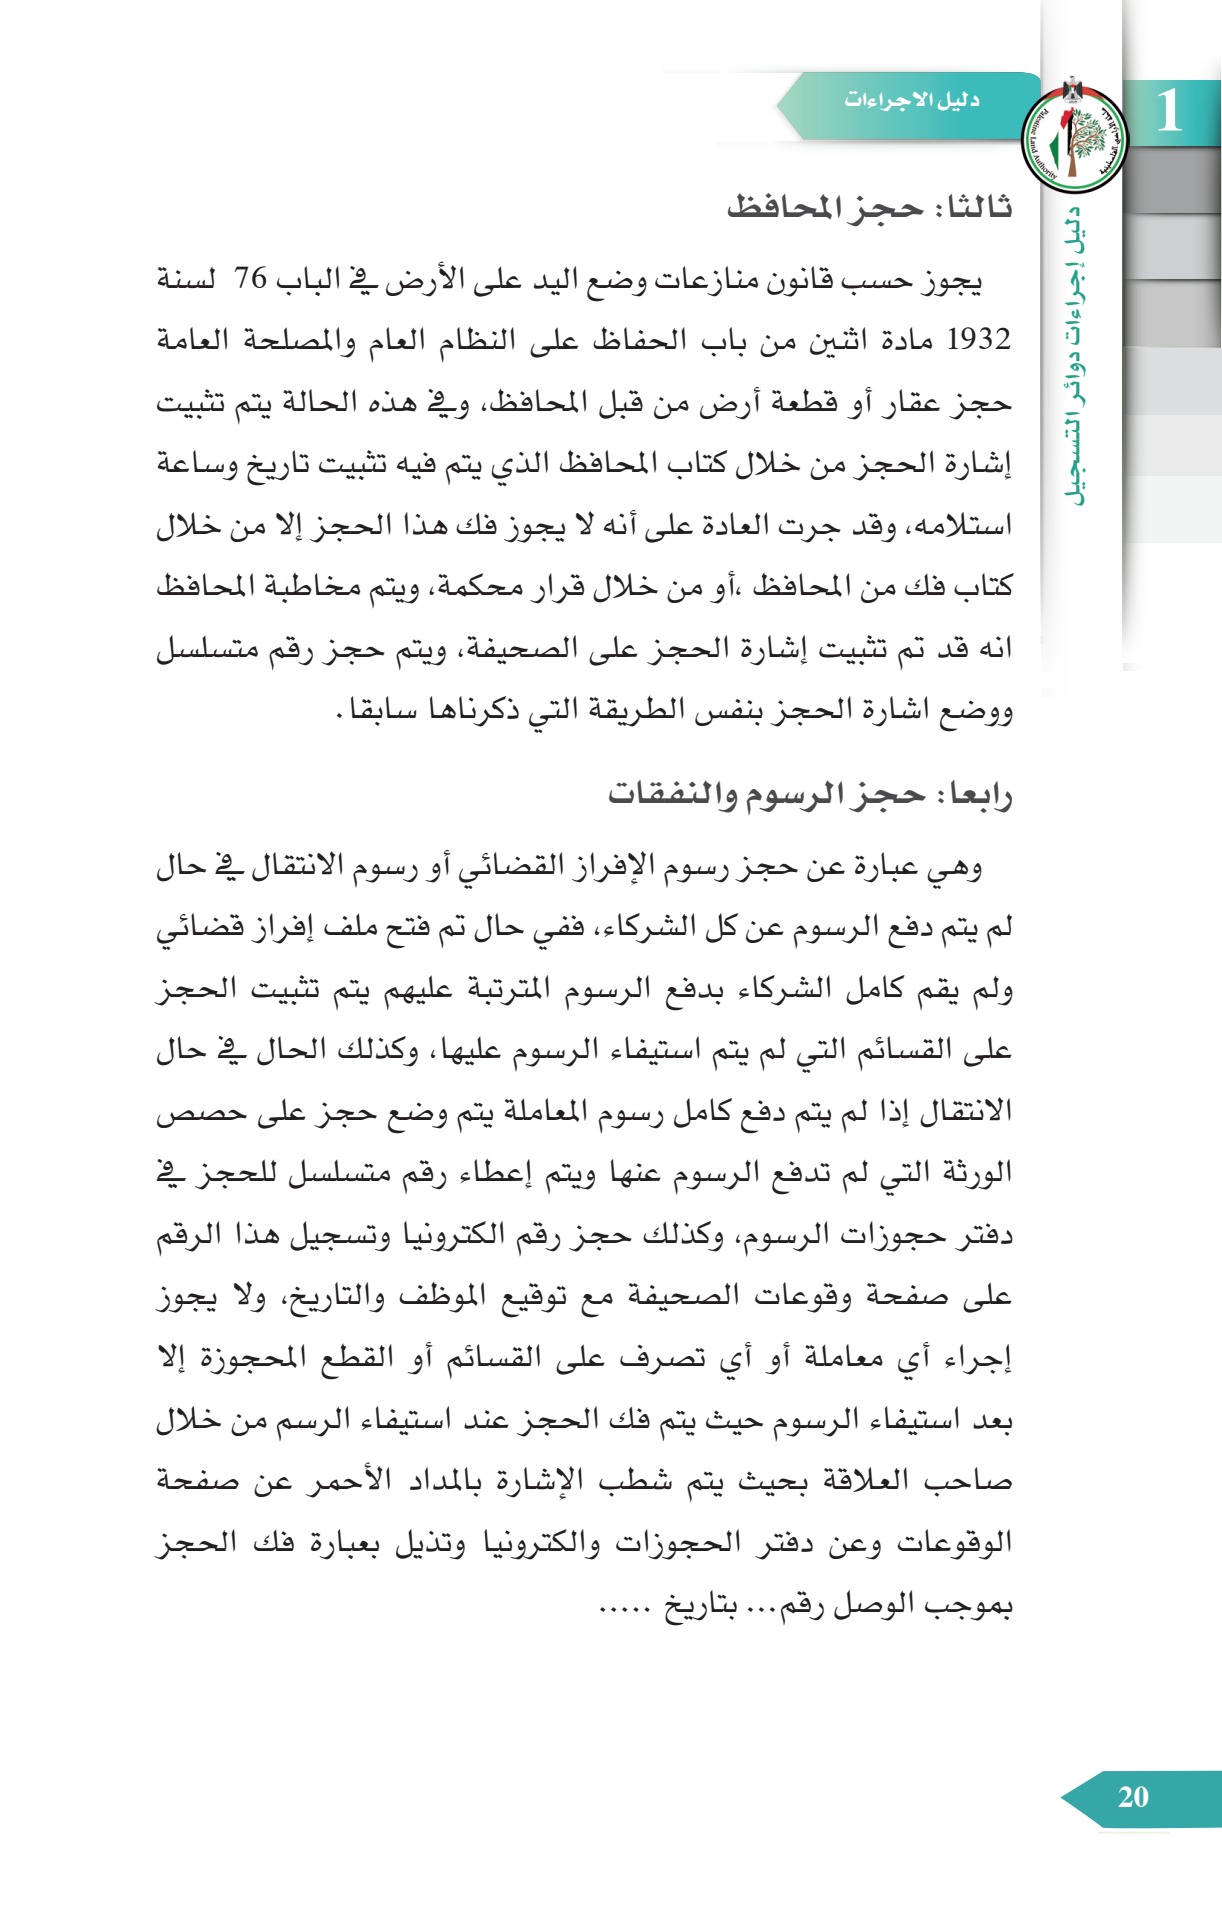 دليل الاجراءات
1
Palestine Land Authority
دليل إجراءات دوائر التسجيل
ثالثا: حجز المحافظ
يجوز حسب قانون منازعات وضع اليد على الأرض في الباب 76 لسنة
1932 مادة اثنين من باب الحفاظ على النظام العام والمصلحة العامة
حجز عقار أو قطعة أرض من قبل المحافظ، وفي هذه الحالة يتم تثبيت
إشارة الحجز من خلال كتاب المحافظ الذي يتم فيه تثبيت تاريخ وساعة
استلامه، وقد جرت العادة على أنه لا يجوز فك هذا الحجز إلا من خلال
كتاب فك من المحافظ ،أو من خلال قرار محكمة، ويتم مخاطبة المحافظ
انه قد تم تثبيت إشارة الحجز على الصحيفة، ويتم حجز رقم متسلسل
ووضع اشارة الحجز بنفس الطريقة التي ذكرناها سابقا.
رابعا: حجز الرسوم والنفقات
وهي عبارة عن حجز رسوم الإفراز القضائي أو رسوم الانتقال في حال
لم يتم دفع الرسوم عن كل الشركاء، ففي حال تم فتح ملف إفراز قضائي
ولم يقم كامل الشركاء بدفع الرسوم المترتبة عليهم يتم تثبيت الحجز
على القسائم التي لم يتم استيفاء الرسوم عليها، وكذلك الحال في حال
الانتقال إذا لم يتم دفع كامل رسوم المعاملة يتم وضع حجز على حصص
الورثة التي لم تدفع الرسوم عنها ويتم إعطاء رقم متسلسل للحجز في
دفتر حجوزات الرسوم، وكذلك حجز رقم الكترونيا وتسجيل هذا الرقم
على صفحة وقوعات الصحيفة مع توقيع الموظف والتاريخ، ولا يجوز
إجراء أي معاملة أو أي تصرف على القسائم أو القطع المحجوزة إلا
بعد استيفاء الرسوم حيث يتم فك الحجز عند استيفاء الرسم من خلال
صاحب العلاقة بحيث يتم شطب الإشارة بالمداد الأحمر عن صفحة
الوقوعات وعن دفتر الحجوزات والكترونيا وتذيل بعبارة فك الحجز
بموجب الوصل رقم... بتاريخ .....
20